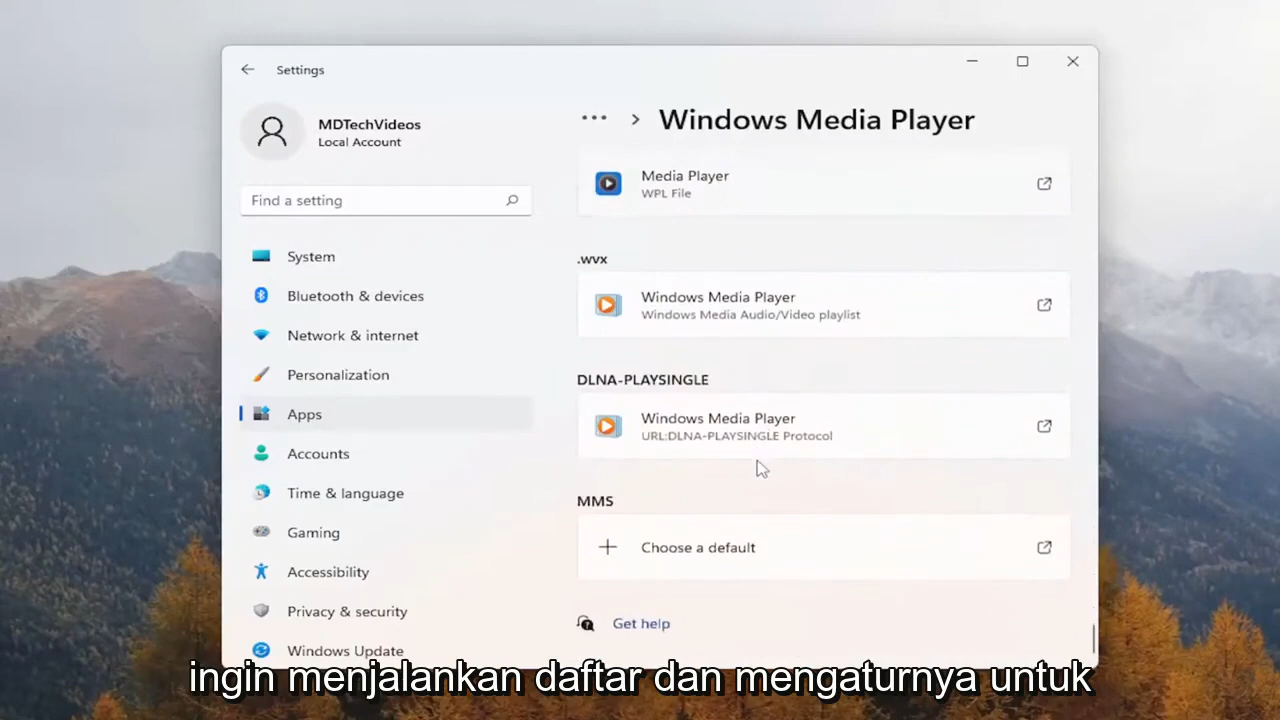 Settings
MDTechVideos
Local Account
Find a setting
System
Bluetooth & devices
Network & internet
Personalization
Apps
Accounts
Time & language
Gaming
Accessibility
Privacy & security
Windows Update
... > Windows Media Player
Media Player
WPL File
.wvx
Windows Media Player
Windows Media Audio/Video playlist
DLNA-PLAYSINGLE
Windows Media Player
URL:DLNA-PLAYSINGLE Protocol
MMS
Choose a default
Get help
ingin menjalankan daftar dan mengaturnya untuk